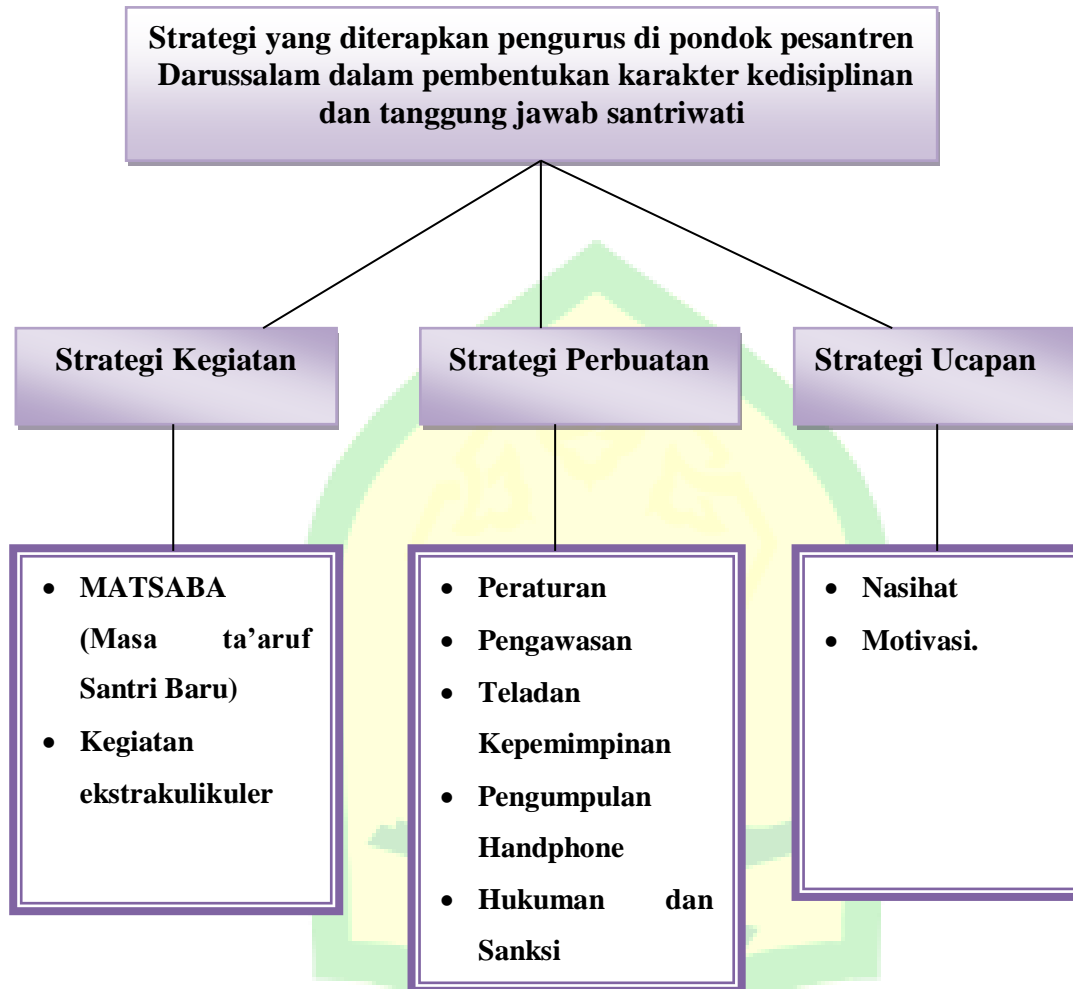 Strategi yang diterapkan pengurus di pondok pesantren
Darussalam dalam pembentukan karakter kedisiplinan
dan tanggung jawab santriwati
Strategi Kegiatan
Strategi Perbuatan
Strategi Ucapan
• MATSABA
(Masa ta’aruf
Santri Baru)
• Kegiatan
ekstrakulikuler
• Peraturan
• Pengawasan
• Teladan
Kepemimpinan
• Pengumpulan
Handphone
• Hukuman dan
Sanksi
• Nasihat
• Motivasi.